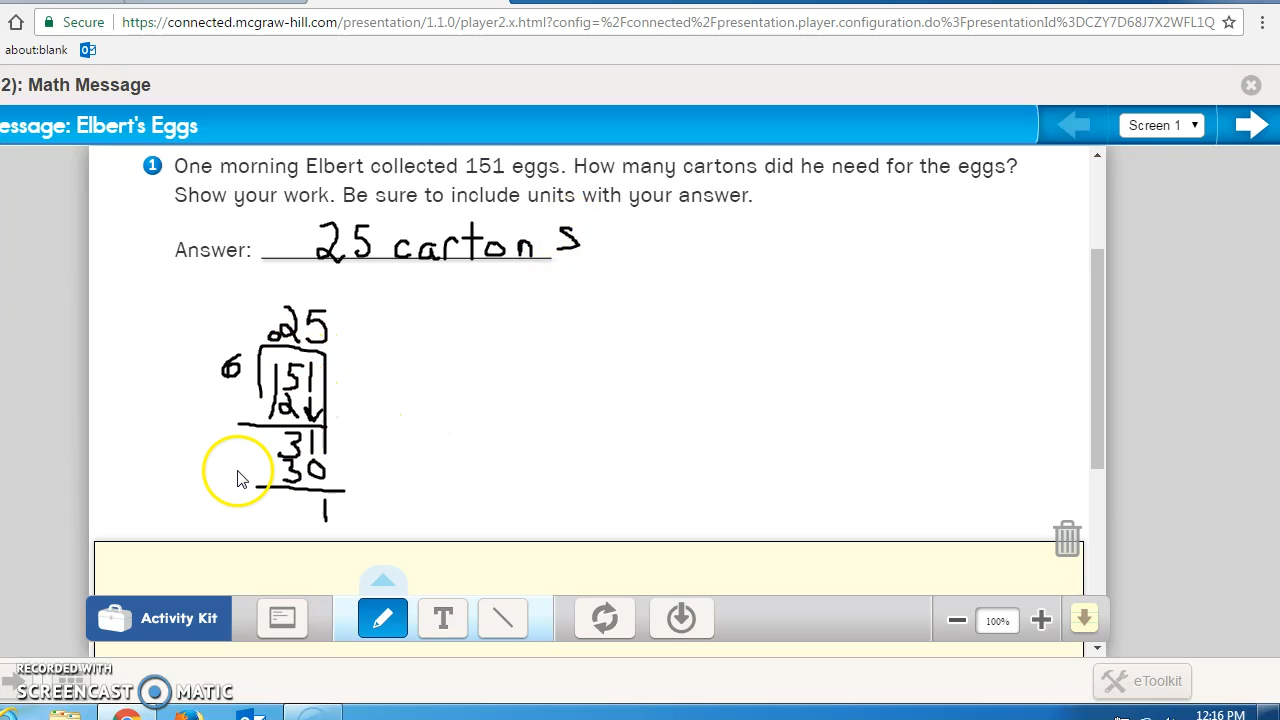 Secure
https://connected.mcgraw-hill.com/presentation/1.1.0/player2.x.html?config=%2Fconnected%2Fpresentation.player.configuration.do%3FpresentationId%3DCZY7D68J7X2WFL1Q
about:blank
2): Math Message
essage: Elbert's Eggs
Screen 1
1 One morning Elbert collected 151 eggs. How many cartons did he need for the eggs?
Show your work. Be sure to include units with your answer.
Answer: 25 cartons
025
6 151
12
31
30
1
Activity Kit
T
100%
RECORDED WITH
SCREENCAST MATIC
eToolkit
12:16 PM